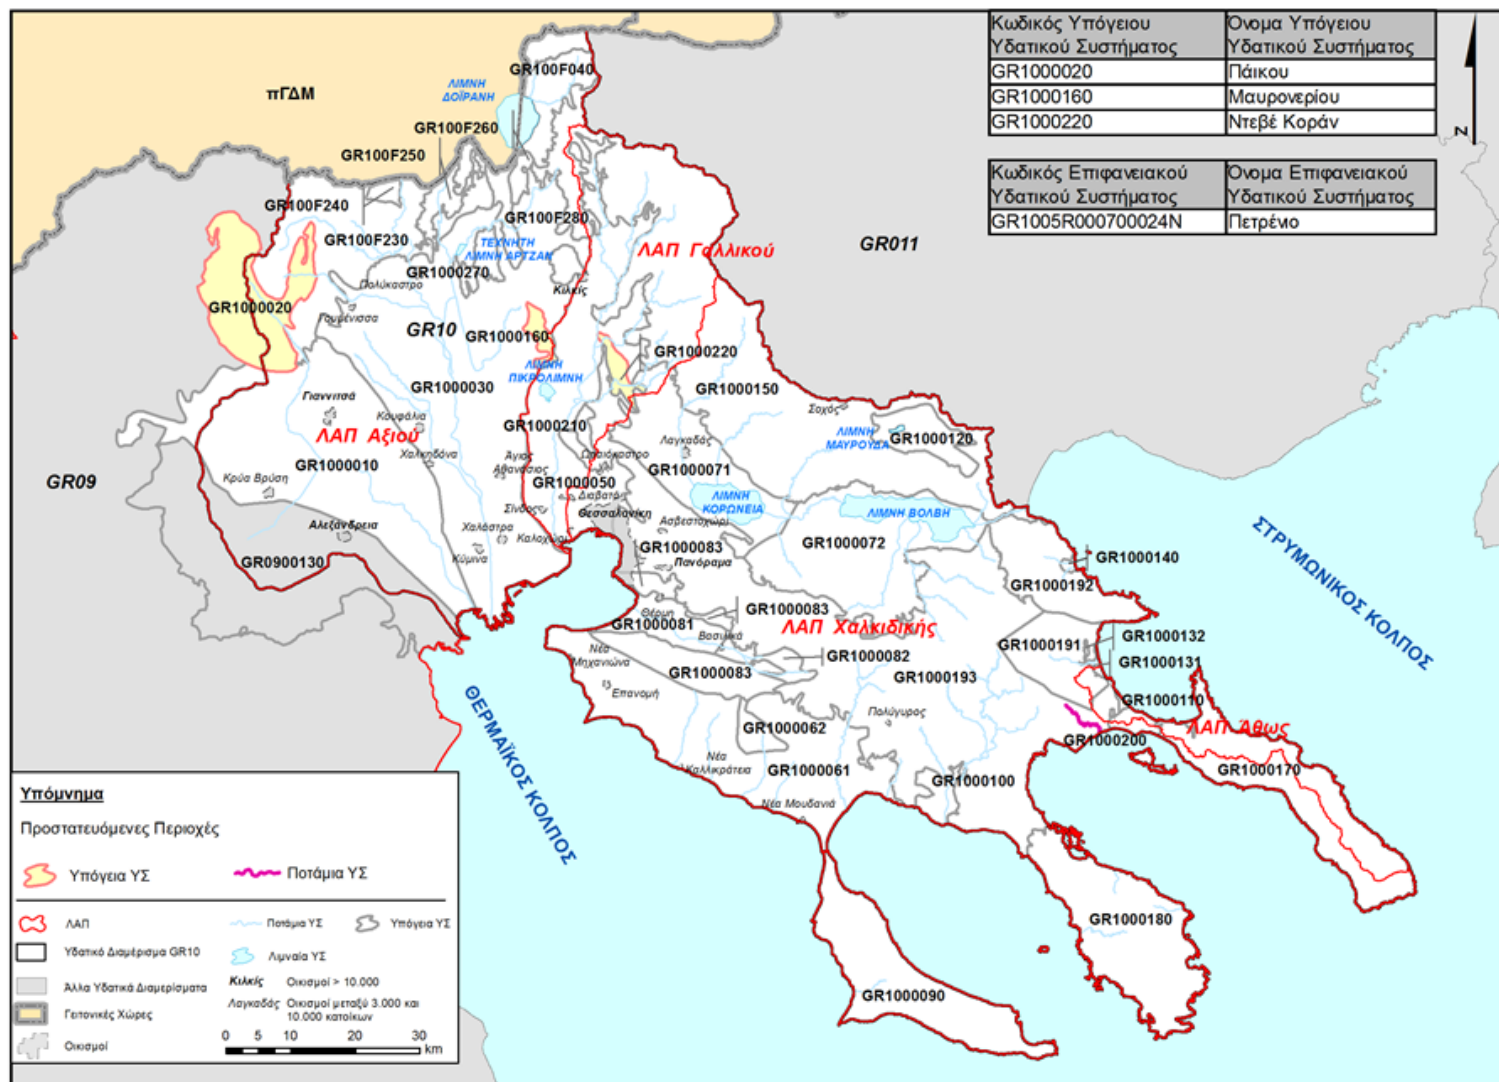 Κωδικός Υπόγειου
Υδατικού Συστήματος
Όνομα Υπόγειου
Υδατικού Συστήματος
GR1000020
Πάικου
GR1000160
Μαυρονερίου
GR1000220
Ντεβέ Κοράν
Κωδικός Επιφανειακού
Υδατικού Συστήματος
Όνομα Επιφανειακού
Υδατικού Συστήματος
GR1005R000700024N
Πετρένιο
Z
πΓΔΜ
ΛΙΜΝΗ
ΔΟΪΡΑΝΗ
GR100F040
GR100F260
GR100F250
GR100F240
GR100F230
GR100F280
ΤΕΧΝΗΤΗ
ΛΙΜΝΗ ΑΡΤΖΑΝ
ΛΑΠ Γαλλικού
GR011
GR1000270
Πολύκαστρο
Κιλκίς
GR1000020
Γουμένισσα
GR10
GR1000160
GR1000220
ΛΙΜΝΗ
ΠΙΚΡΟΛΙΜΝΗ
GR1000030
GR1000150
Γιαννιτσά
Κουφάλια
Σοχός
ΛΑΠ Αξιού
GR1000210
ΛΙΜΝΗ
ΜΑΥΡΟΥΔΑ
GR1000120
Λαγκαδάς
Χαλκηδόνα
Άγιος
Αθανάσιος
Ωραιόκαστρο
GR1000010
GR1000071
GR09
Κρύα Βρύση
GR1000050
Διαβατά
ΛΙΜΝΗ
ΚΟΡΩΝΕΙΑ
ΛΙΜΝΗ ΒΟΛΒΗ
Σίνδος
Θεσσαλονίκη
Αλεξάνδρεια
Χαλάστρα
Καλοχώρι
Ασβεστοχώρι
GR1000083
GR1000072
Πανόραμα
Κύμινα
GR0900130
GR1000140
GR1000192
ΣΤΡΥΜΩΝΙΚΟΣ ΚΟΛΠΟΣ
Θέρμη
GR1000083
GR1000081
ΛΑΠ Χαλκιδικής
Βασιλικά
GR1000132
GR1000191
Νέα
Μηχανιώνα
GR1000082
GR1000131
GR1000083
GR1000193
Επανομή
GR1000110
ΘΕΡΜΑΪΚΟΣ ΚΟΛΠΟΣ
Πολύγυρος
GR1000062
ΛΑΠ Άθως
GR1000200
Νέα
Καλλικράτεια
GR1000061
GR1000170
GR1000100
Νέα Μουδανιά
GR1000180
GR1000090
Υπόμνημα
Προστατευόμενες Περιοχές
Υπόγεια ΥΣ
Ποτάμια ΥΣ
ΛΑΠ
Ποτάμια ΥΣ
Υπόγεια ΥΣ
Υδατικό Διαμέρισμα GR10
Λιμναία ΥΣ
Άλλα Υδατικά Διαμερίσματα
Κιλκίς
Οικισμοί > 10.000
Γειτονικές Χώρες
Λαγκαδάς
Οικισμοί μεταξύ 3.000 και
10.000 κατοίκων
Οικισμοί
0 5 10 20 30
km